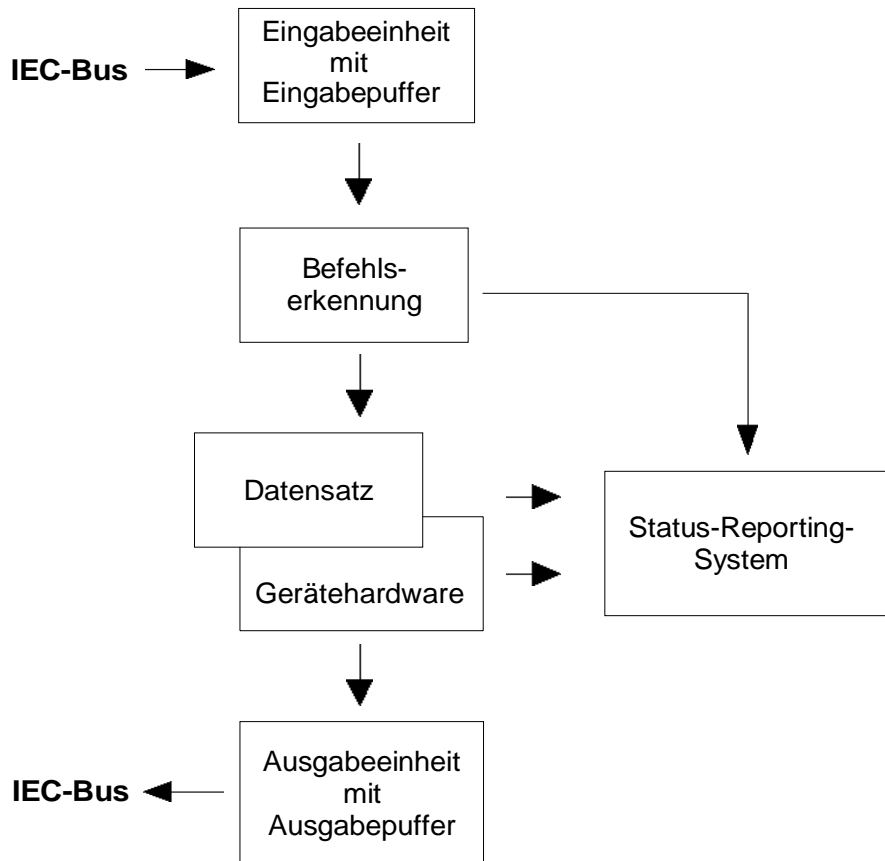 Eingabeeinheit
mit
Eingabepuffer
IEC-Bus
Befehls-
erkennung
Datensatz
Gerätehardware
Status-Reporting-
System
Ausgabeeinheit
mit
Ausgabepuffer
IEC-Bus